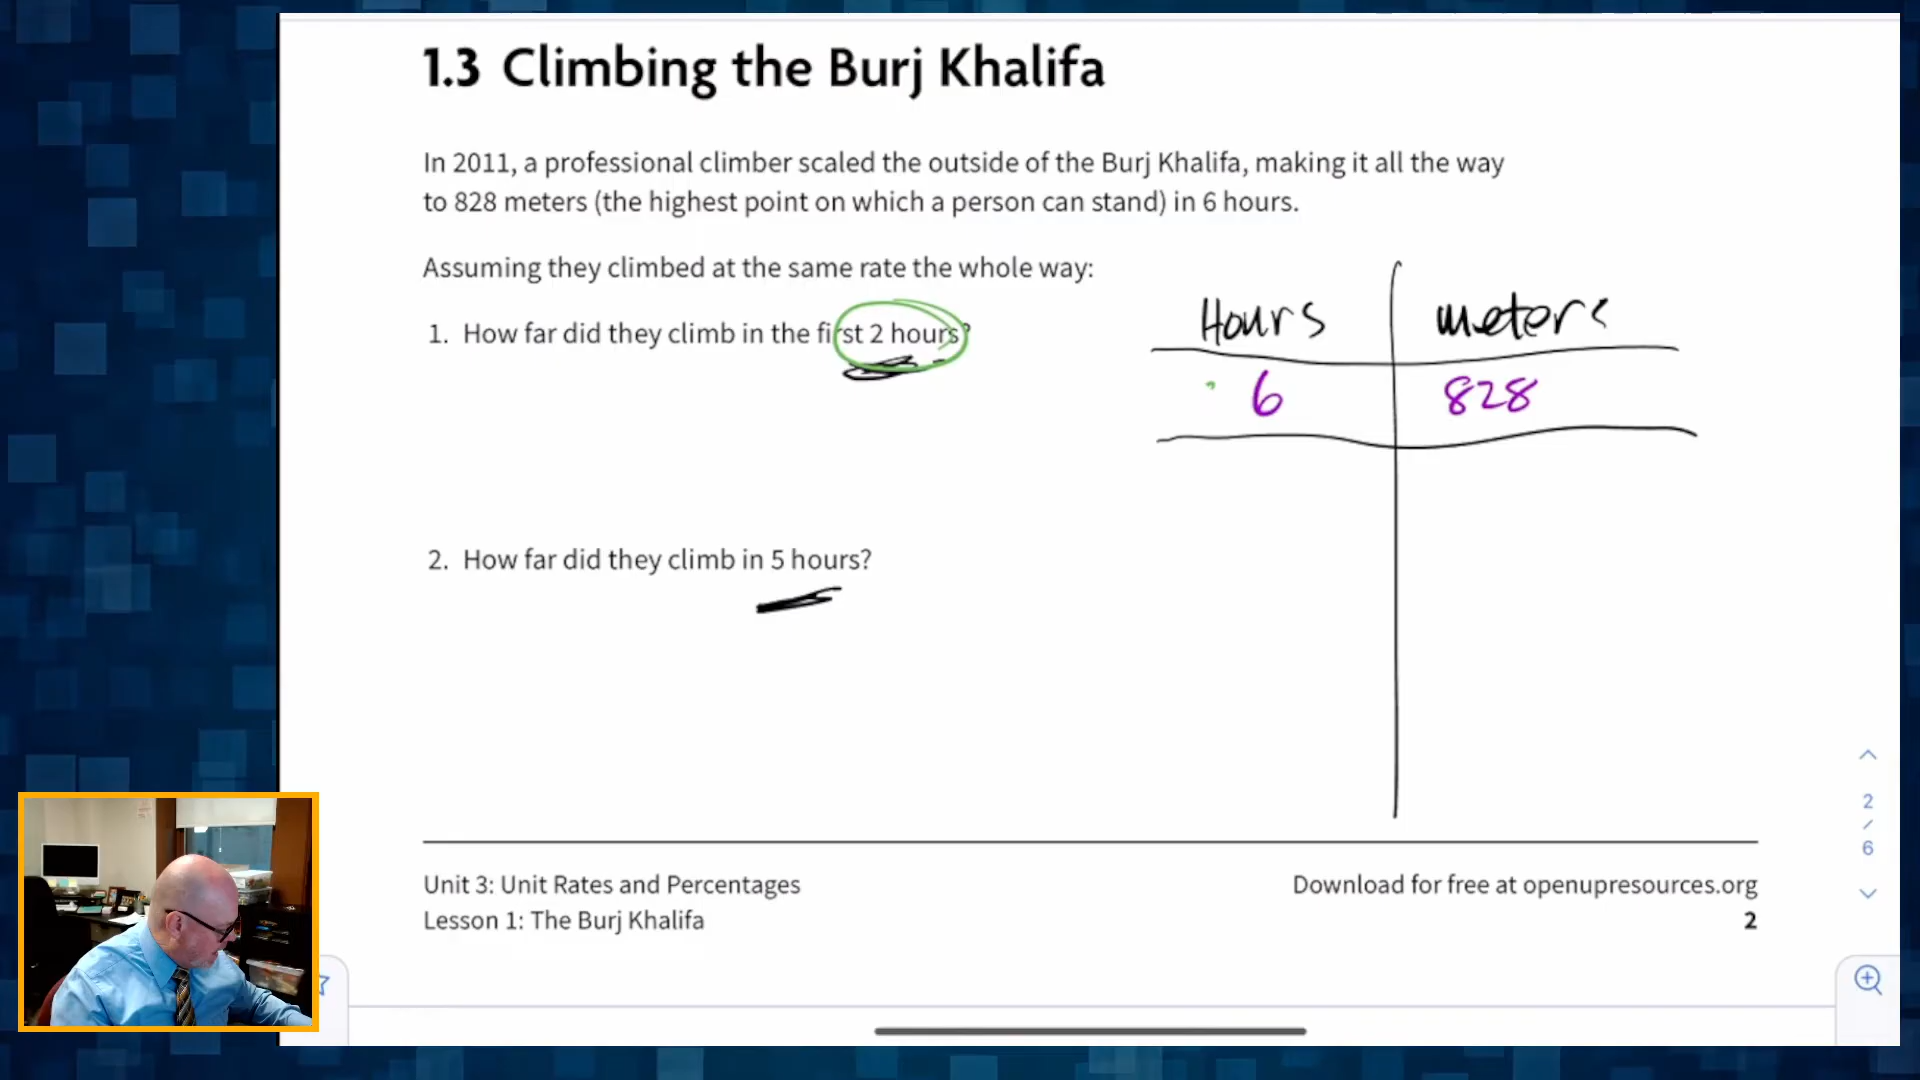 1.3 Climbing the Burj Khalifa
In 2011, a professional climber scaled the outside of the Burj Khalifa, making it all the way
to 828 meters (the highest point on which a person can stand) in 6 hours.
Assuming they climbed at the same rate the whole way:
1. How far did they climb in the first 2 hours?
Hours meters
6 828
2. How far did they climb in 5 hours?
Unit 3: Unit Rates and Percentages
Lesson 1: The Burj Khalifa
Download for free at openupresources.org
2
2
/
6